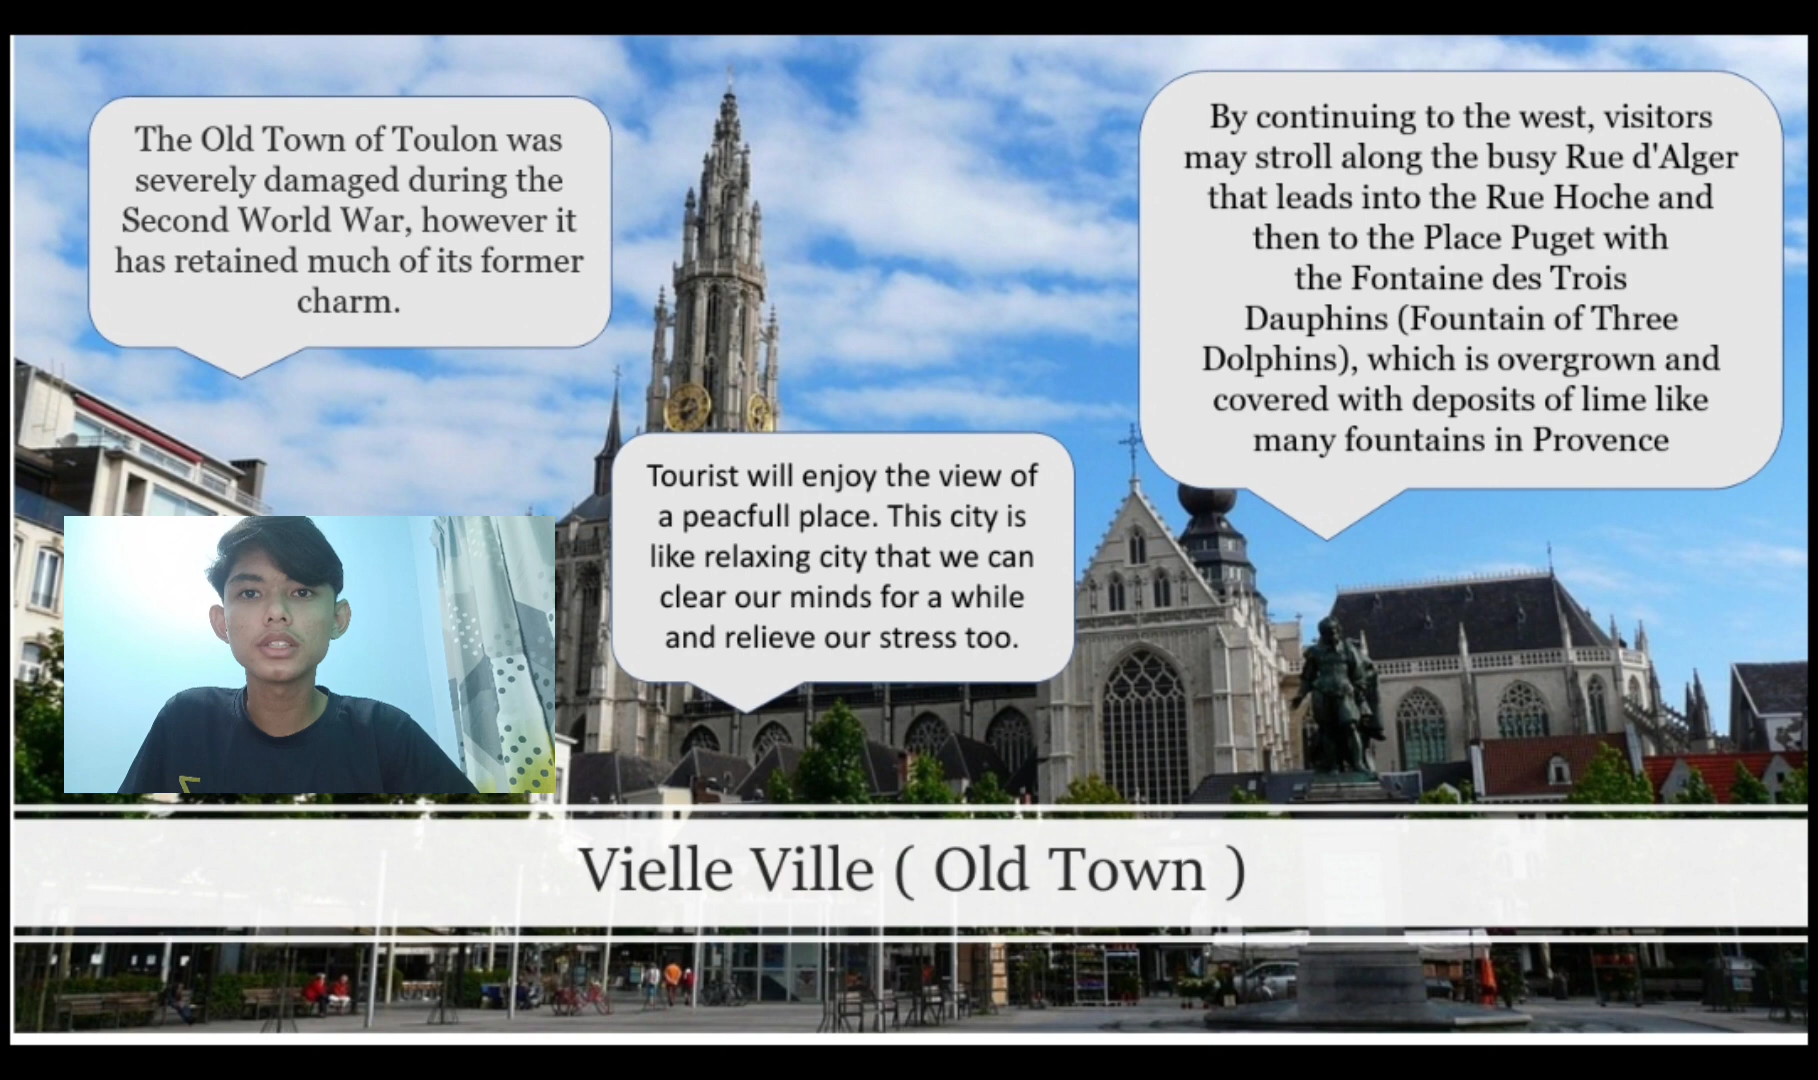 The Old Town of Toulon was
severely damaged during the
Second World War, however it
has retained much of its former
charm.
Tourist will enjoy the view of
a peacfull place. This city is
like relaxing city that we can
clear our minds for a while
and relieve our stress too.
By continuing to the west, visitors
may stroll along the busy Rue d'Alger
that leads into the Rue Hoche and
then to the Place Puget with
the Fontaine des Trois
Dauphins (Fountain of Three
Dolphins), which is overgrown and
covered with deposits of lime like
many fountains in Provence
Vielle Ville ( Old Town )